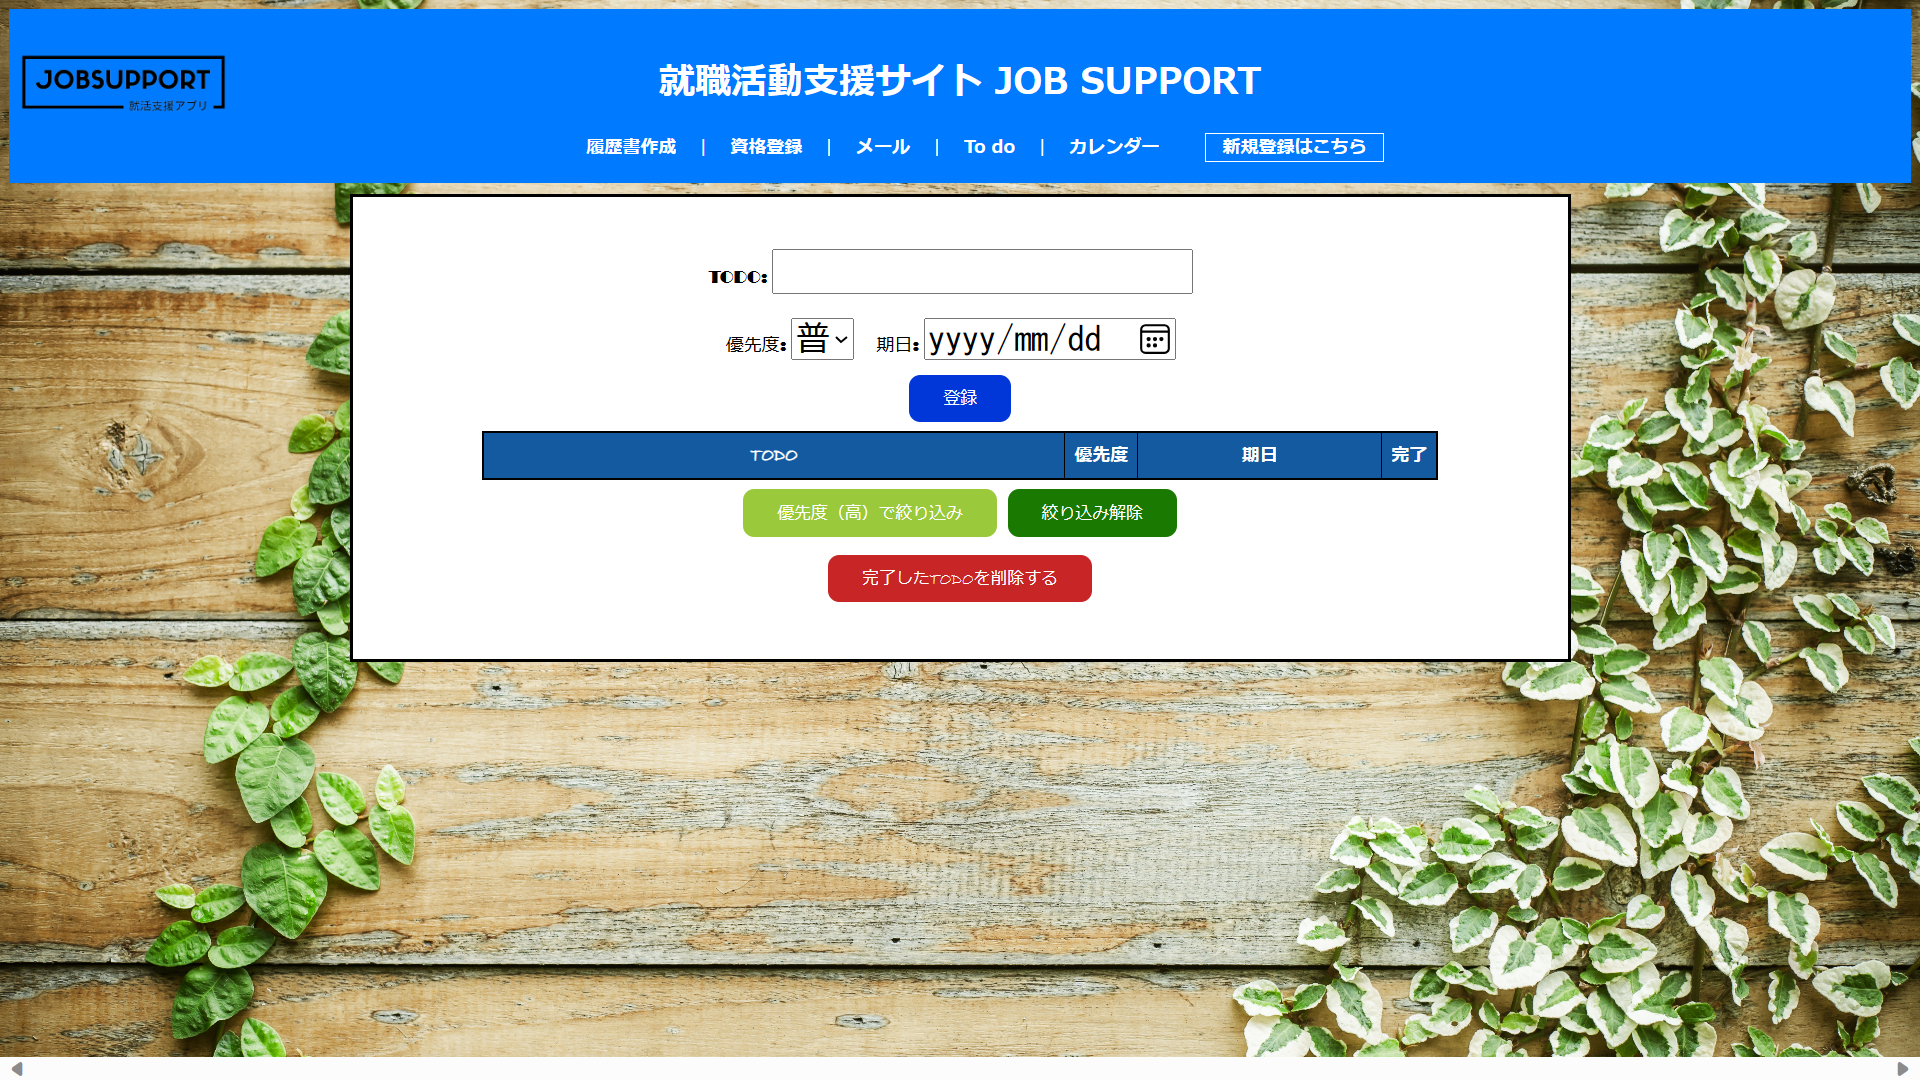 JOBSUPPORT
就活支援アプリ
就職活動支援サイト JOB SUPPORT
履歴書作成 | 資格登録 | メール | To do | カレンダー 新規登録はこちら
TODO:
優先度: 普 期日: yyyy/mm/dd
登録
TODO 優先度 期日 完了
優先度（高）で絞り込み 絞り込み解除
完了したTODOを削除する